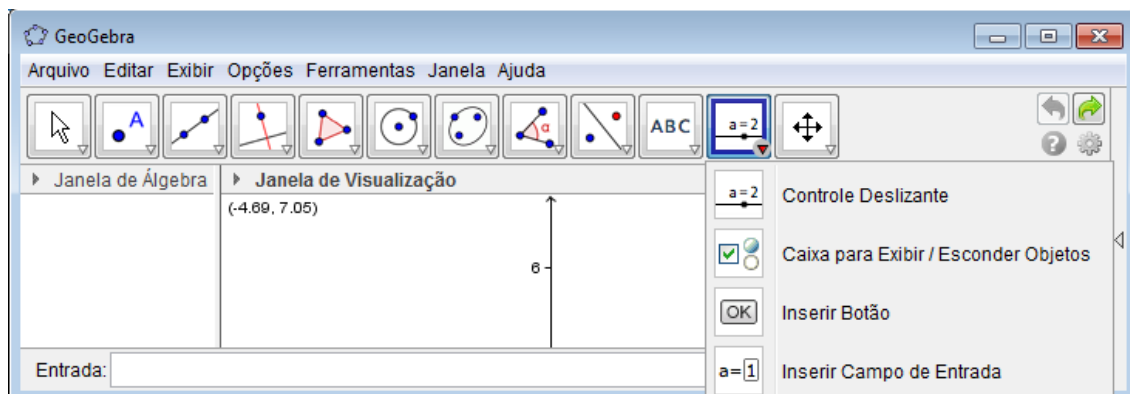 GeoGebra
Arquivo Editar Exibir Opções Ferramentas Janela Ajuda
A α ABC a=2
Janela de Álgebra Janela de Visualização
(-4.69, 7.05)
6
a=2 Controle Deslizante
Caixa para Exibir / Esconder Objetos
OK Inserir Botão
a=1 Inserir Campo de Entrada
Entrada: